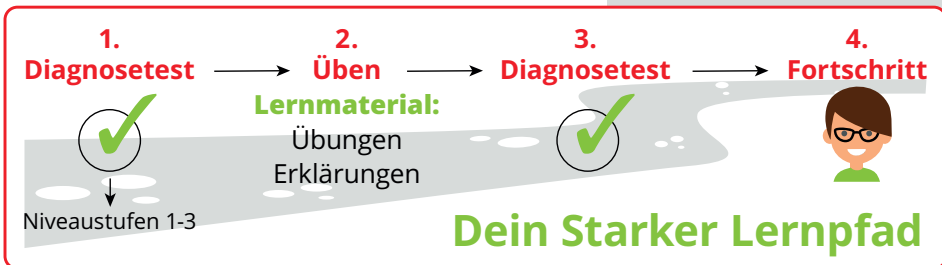 1.
Diagnosetest
2.
Üben
3.
Diagnosetest
4.
Fortschritt
Lernmaterial:
Übungen
Erklärungen
Niveaustufen 1-3
Dein Starker Lernpfad